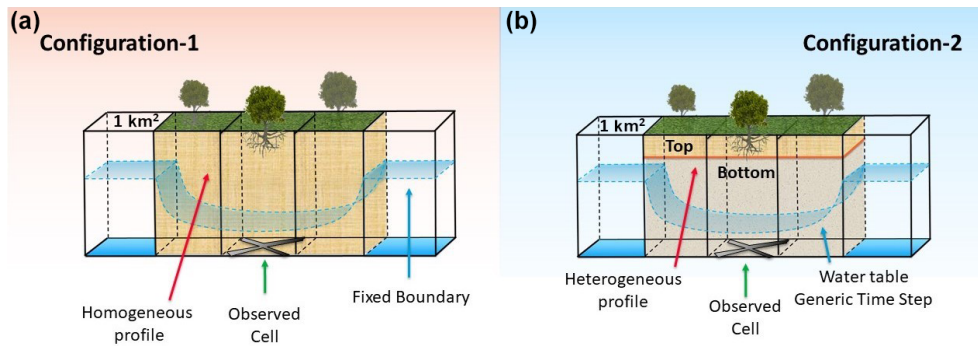 (a)
Configuration-1
1 km²
Homogeneous
profile
Observed
Cell
Fixed Boundary
(b)
Configuration-2
1 km²
Top
Bottom
Heterogeneous
profile
Observed
Cell
Water table
Generic Time Step